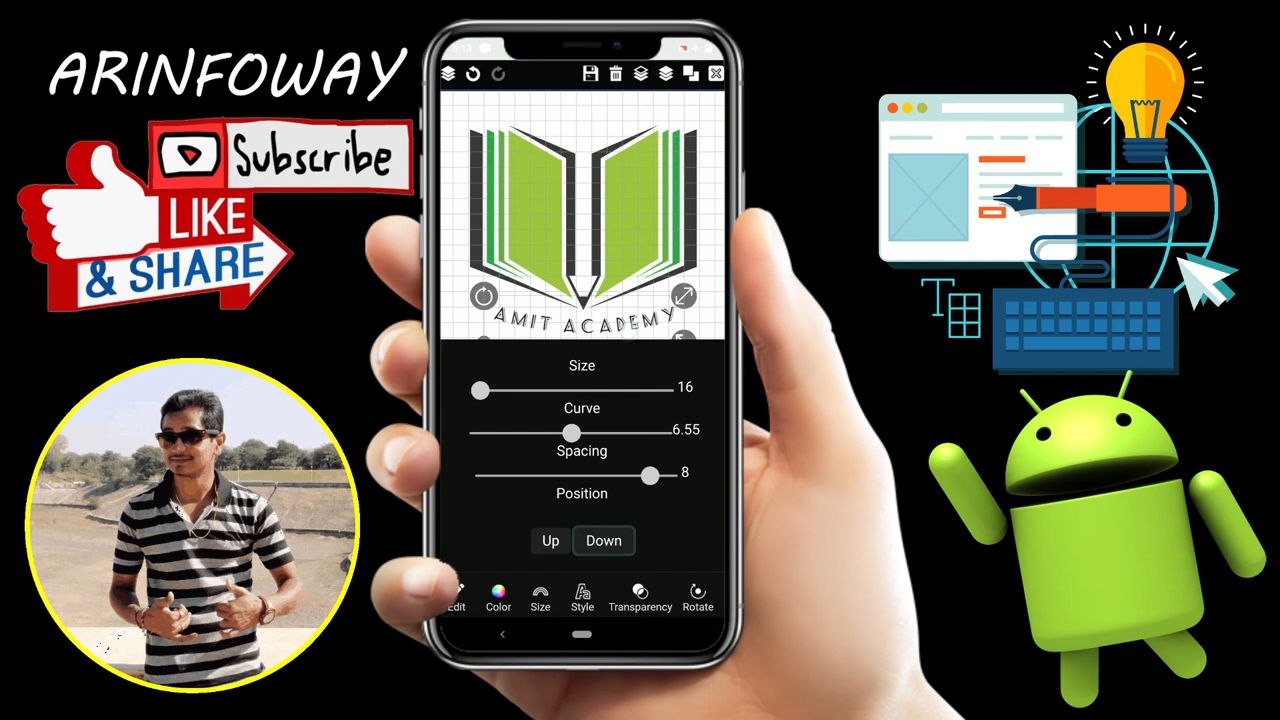 ARINFOWAY
Subscribe
LIKE
& SHARE
AMIT ACADEMY
Size
16
Curve
6.55
Spacing
8
Position
Up Down
Edit Color Size Style Transparency Rotate
T